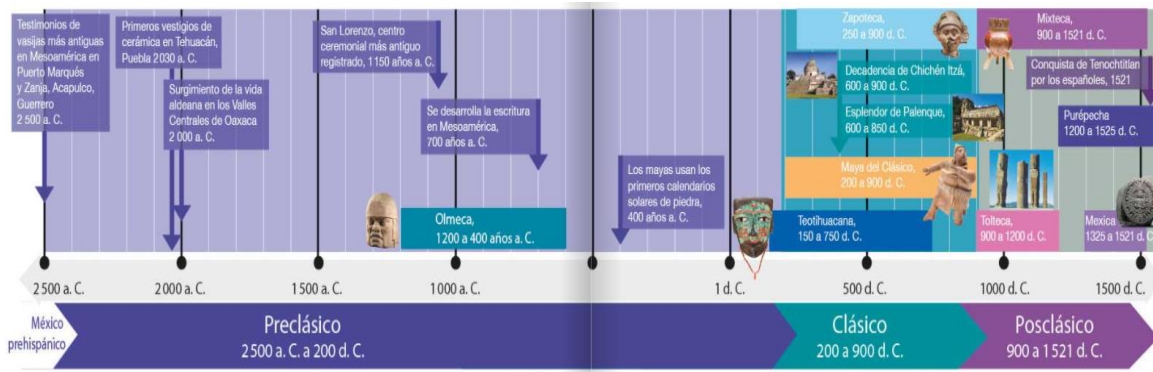 Testimonios de
vasijas más antiguas
en Mesoamérica en
Puerto Marqués
y Zanja, Acapulco,
Guerrero
2 500 a. C.
Primeros vestigios de
cerámica en Tehuacán,
Puebla 2 030 a. C.
Surgimiento de la vida
aldeana en los Valles
Centrales de Oaxaca
2 000 a. C.
San Lorenzo, centro
ceremonial más antiguo
registrado, 1 150 años a. C.
Se desarrolla la escritura
en Mesoamérica,
700 años a. C.
Olmeca,
1 200 a 400 años a. C.
Los mayas usan los
primeros calendarios
solares de piedra,
400 años a. C.
Zapoteca,
250 a 900 d. C.
Decadencia de Chichén Itzá,
600 a 900 d. C.
Esplendor de Palenque,
600 a 850 d. C.
Maya del Clásico,
200 a 900 d. C.
Teotihuacana,
150 a 750 d. C.
Mixteca,
900 a 1521 d. C.
Conquista de Tenochtitlan
por los españoles, 1521
Purépecha
1200 a 1525 d. C.
Tolteca,
900 a 1200 d. C.
Mexica
1325 a 1521 d. C.
2 500 a. C.
2 000 a. C.
1 500 a. C.
1 000 a. C.
1 d. C.
500 d. C.
1000 d. C.
1500 d. C.
México
prehispánico
Preclásico
2 500 a. C. a 200 d. C.
Clásico
200 a 900 d. C.
Posclásico
900 a 1 521 d. C.